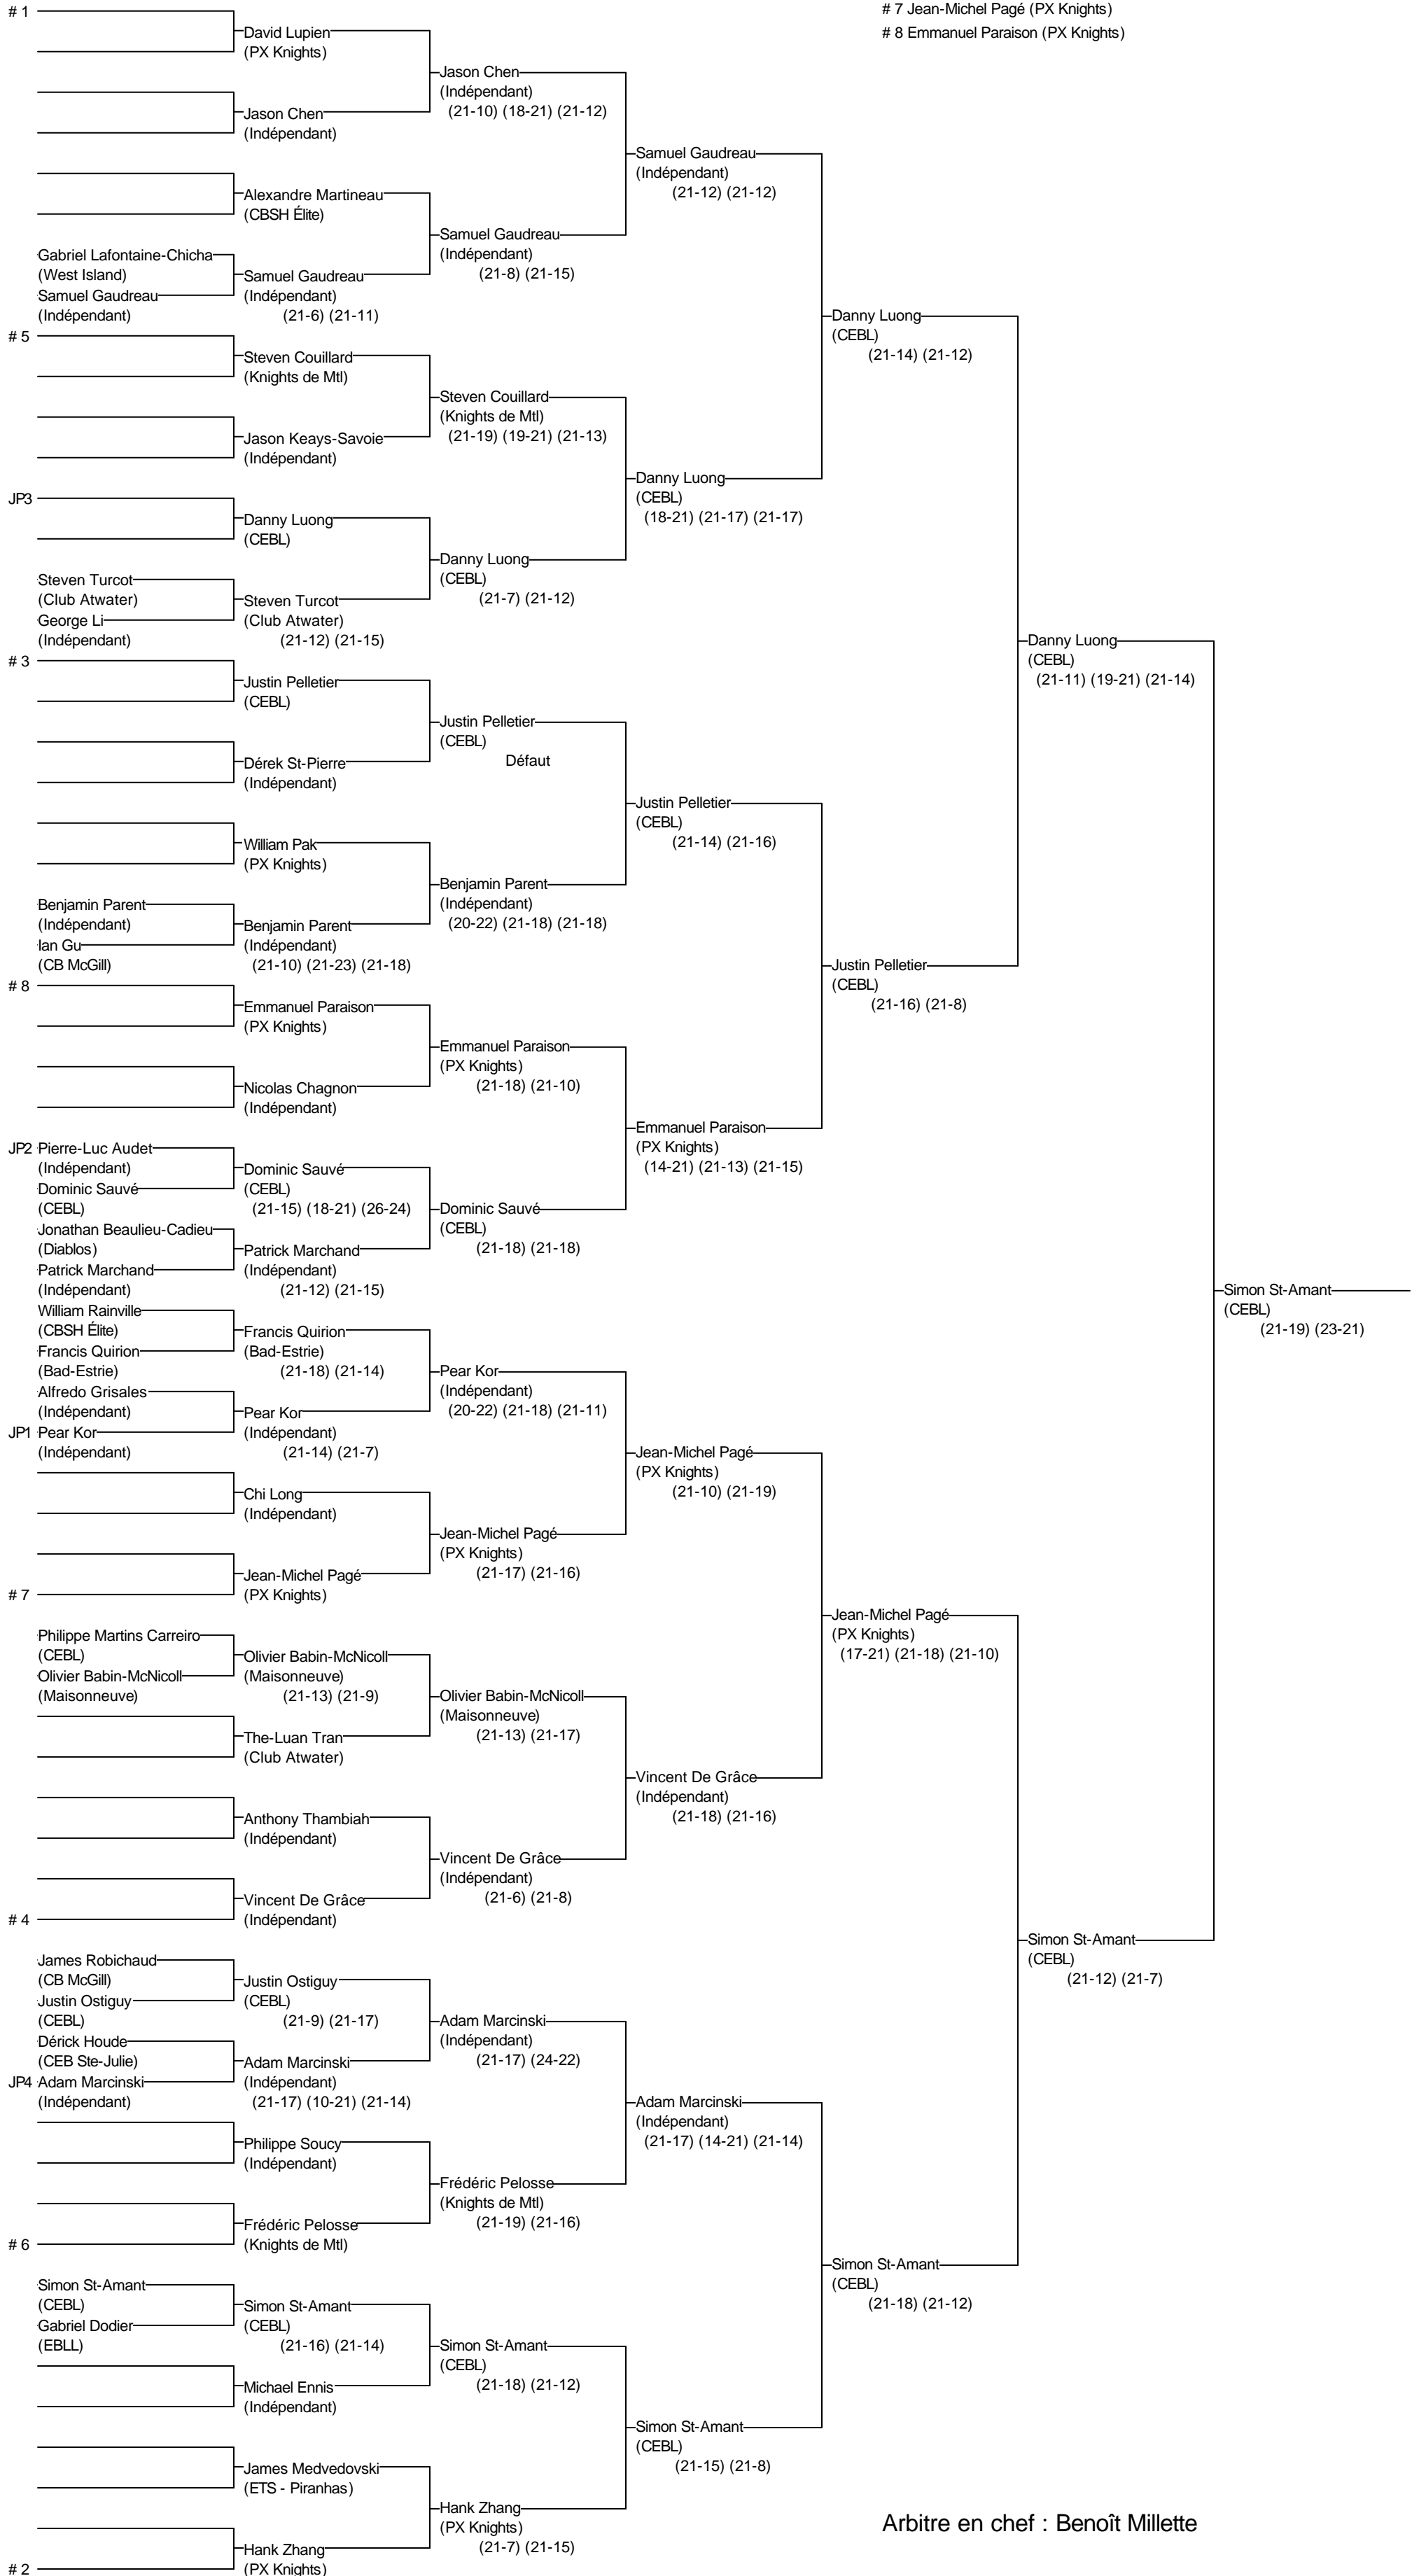 # 1
# 7 Jean-Michel Pagé (PX Knights)
# 8 Emmanuel Paraison (PX Knights)
David Lupien
(PX Knights)
Jason Chen
(Indépendant)
(21-10) (18-21) (21-12)
Jason Chen
(Indépendant)
Samuel Gaudreau
(Indépendant)
(21-12) (21-12)
Alexandre Martineau
(CBSH Élite)
Samuel Gaudreau
(Indépendant)
(21-8) (21-15)
Gabriel Lafontaine-Chicha
(West Island)
Samuel Gaudreau
(Indépendant)
Samuel Gaudreau
(Indépendant)
(21-6) (21-11)
Danny Luong
(CEBL)
(21-14) (21-12)
# 5
Steven Couillard
(Knights de Mtl)
Steven Couillard
(Knights de Mtl)
(21-19) (19-21) (21-13)
Jason Keays-Savoie
(Indépendant)
Danny Luong
(CEBL)
(18-21) (21-17) (21-17)
JP3
Danny Luong
(CEBL)
Danny Luong
(CEBL)
(21-7) (21-12)
Steven Turcot
(Club Atwater)
George Li
(Indépendant)
Steven Turcot
(Club Atwater)
(21-12) (21-15)
Danny Luong
(CEBL)
(21-11) (19-21) (21-14)
# 3
Justin Pelletier
(CEBL)
Justin Pelletier
(CEBL)
Défaut
Dérek St-Pierre
(Indépendant)
Justin Pelletier
(CEBL)
(21-14) (21-16)
William Pak
(PX Knights)
Benjamin Parent
(Indépendant)
(20-22) (21-18) (21-18)
Benjamin Parent
(Indépendant)
Ian Gu
(CB McGill)
Benjamin Parent
(Indépendant)
(21-10) (21-23) (21-18)
Justin Pelletier
(CEBL)
(21-16) (21-8)
# 8
Emmanuel Paraison
(PX Knights)
Emmanuel Paraison
(PX Knights)
(21-18) (21-10)
Nicolas Chagnon
(Indépendant)
Emmanuel Paraison
(PX Knights)
(14-21) (21-13) (21-15)
JP2 Pierre-Luc Audet
(Indépendant)
Dominic Sauvé
(CEBL)
Dominic Sauvé
(CEBL)
(21-15) (18-21) (26-24)
Dominic Sauvé
(CEBL)
(21-18) (21-18)
Jonathan Beaulieu-Cadieu
(Diablos)
Patrick Marchand
(Indépendant)
Patrick Marchand
(Indépendant)
(21-12) (21-15)
Simon St-Amant
(CEBL)
(21-19) (23-21)
William Rainville
(CBSH Élite)
Francis Quirion
(Bad-Estrie)
Francis Quirion
(Bad-Estrie)
(21-18) (21-14)
Pear Kor
(Indépendant)
(20-22) (21-18) (21-11)
Alfredo Grisales
(Indépendant)
JP1 Pear Kor
(Indépendant)
Pear Kor
(Indépendant)
(21-14) (21-7)
Jean-Michel Pagé
(PX Knights)
(21-10) (21-19)
Chi Long
(Indépendant)
Jean-Michel Pagé
(PX Knights)
(21-17) (21-16)
Jean-Michel Pagé
(PX Knights)
# 7
Jean-Michel Pagé
(PX Knights)
(17-21) (21-18) (21-10)
Philippe Martins Carreiro
(CEBL)
Olivier Babin-McNicoll
(Maisonneuve)
Olivier Babin-McNicoll
(Maisonneuve)
(21-13) (21-9)
Olivier Babin-McNicoll
(Maisonneuve)
(21-13) (21-17)
The-Luan Tran
(Club Atwater)
Vincent De Grâce
(Indépendant)
(21-18) (21-16)
Anthony Thambiah
(Indépendant)
Vincent De Grâce
(Indépendant)
(21-6) (21-8)
Vincent De Grâce
(Indépendant)
# 4
Simon St-Amant
(CEBL)
(21-12) (21-7)
James Robichaud
(CB McGill)
Justin Ostiguy
(CEBL)
Justin Ostiguy
(CEBL)
(21-9) (21-17)
Adam Marcinski
(Indépendant)
(21-17) (24-22)
Dérick Houde
(CEB Ste-Julie)
JP4 Adam Marcinski
(Indépendant)
Adam Marcinski
(Indépendant)
(21-17) (10-21) (21-14)
Adam Marcinski
(Indépendant)
(21-17) (14-21) (21-14)
Philippe Soucy
(Indépendant)
Frédéric Pelosse
(Knights de Mtl)
(21-19) (21-16)
Frédéric Pelosse
(Knights de Mtl)
# 6
Simon St-Amant
(CEBL)
(21-18) (21-12)
Simon St-Amant
(CEBL)
Gabriel Dodier
(EBLL)
Simon St-Amant
(CEBL)
(21-16) (21-14)
Simon St-Amant
(CEBL)
(21-18) (21-12)
Michael Ennis
(Indépendant)
Simon St-Amant
(CEBL)
(21-15) (21-8)
James Medvedovski
(ETS - Piranhas)
Hank Zhang
(PX Knights)
(21-7) (21-15)
Hank Zhang
(PX Knights)
# 2
Arbitre en chef : Benoît Millette